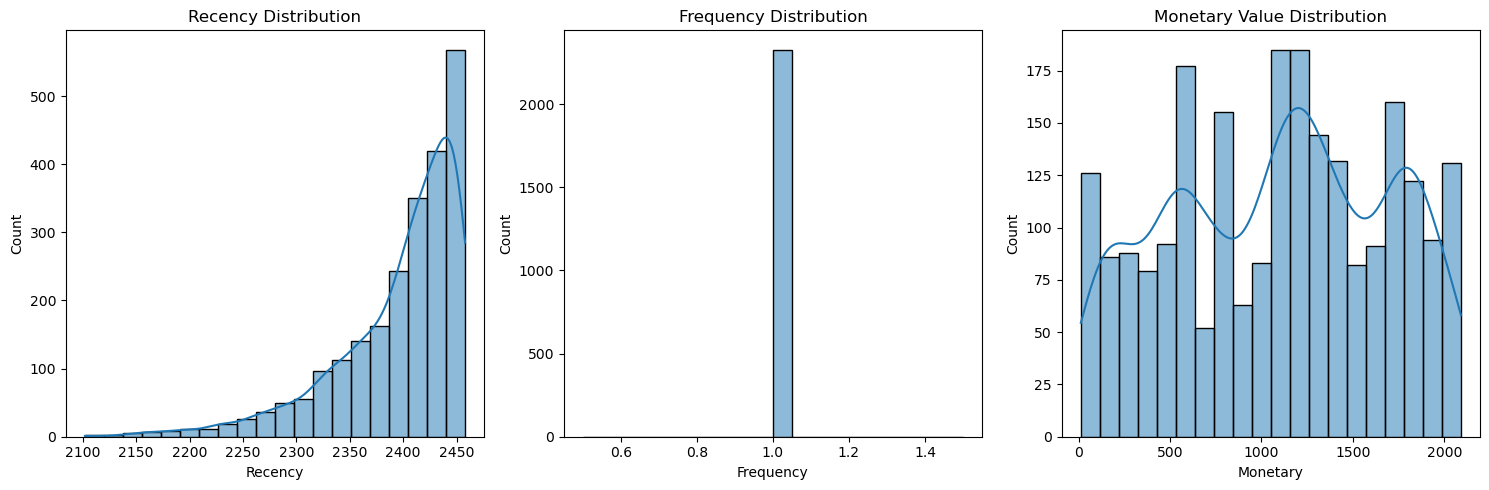 Recency Distribution
Count
500
400
300
200
100
0
2100 2150 2200 2250 2300 2350 2400 2450
Recency
Frequency Distribution
Count
2000
1500
1000
500
0
0.6 0.8 1.0 1.2 1.4
Frequency
Monetary Value Distribution
Count
175
150
125
100
75
50
25
0
0 500 1000 1500 2000
Monetary